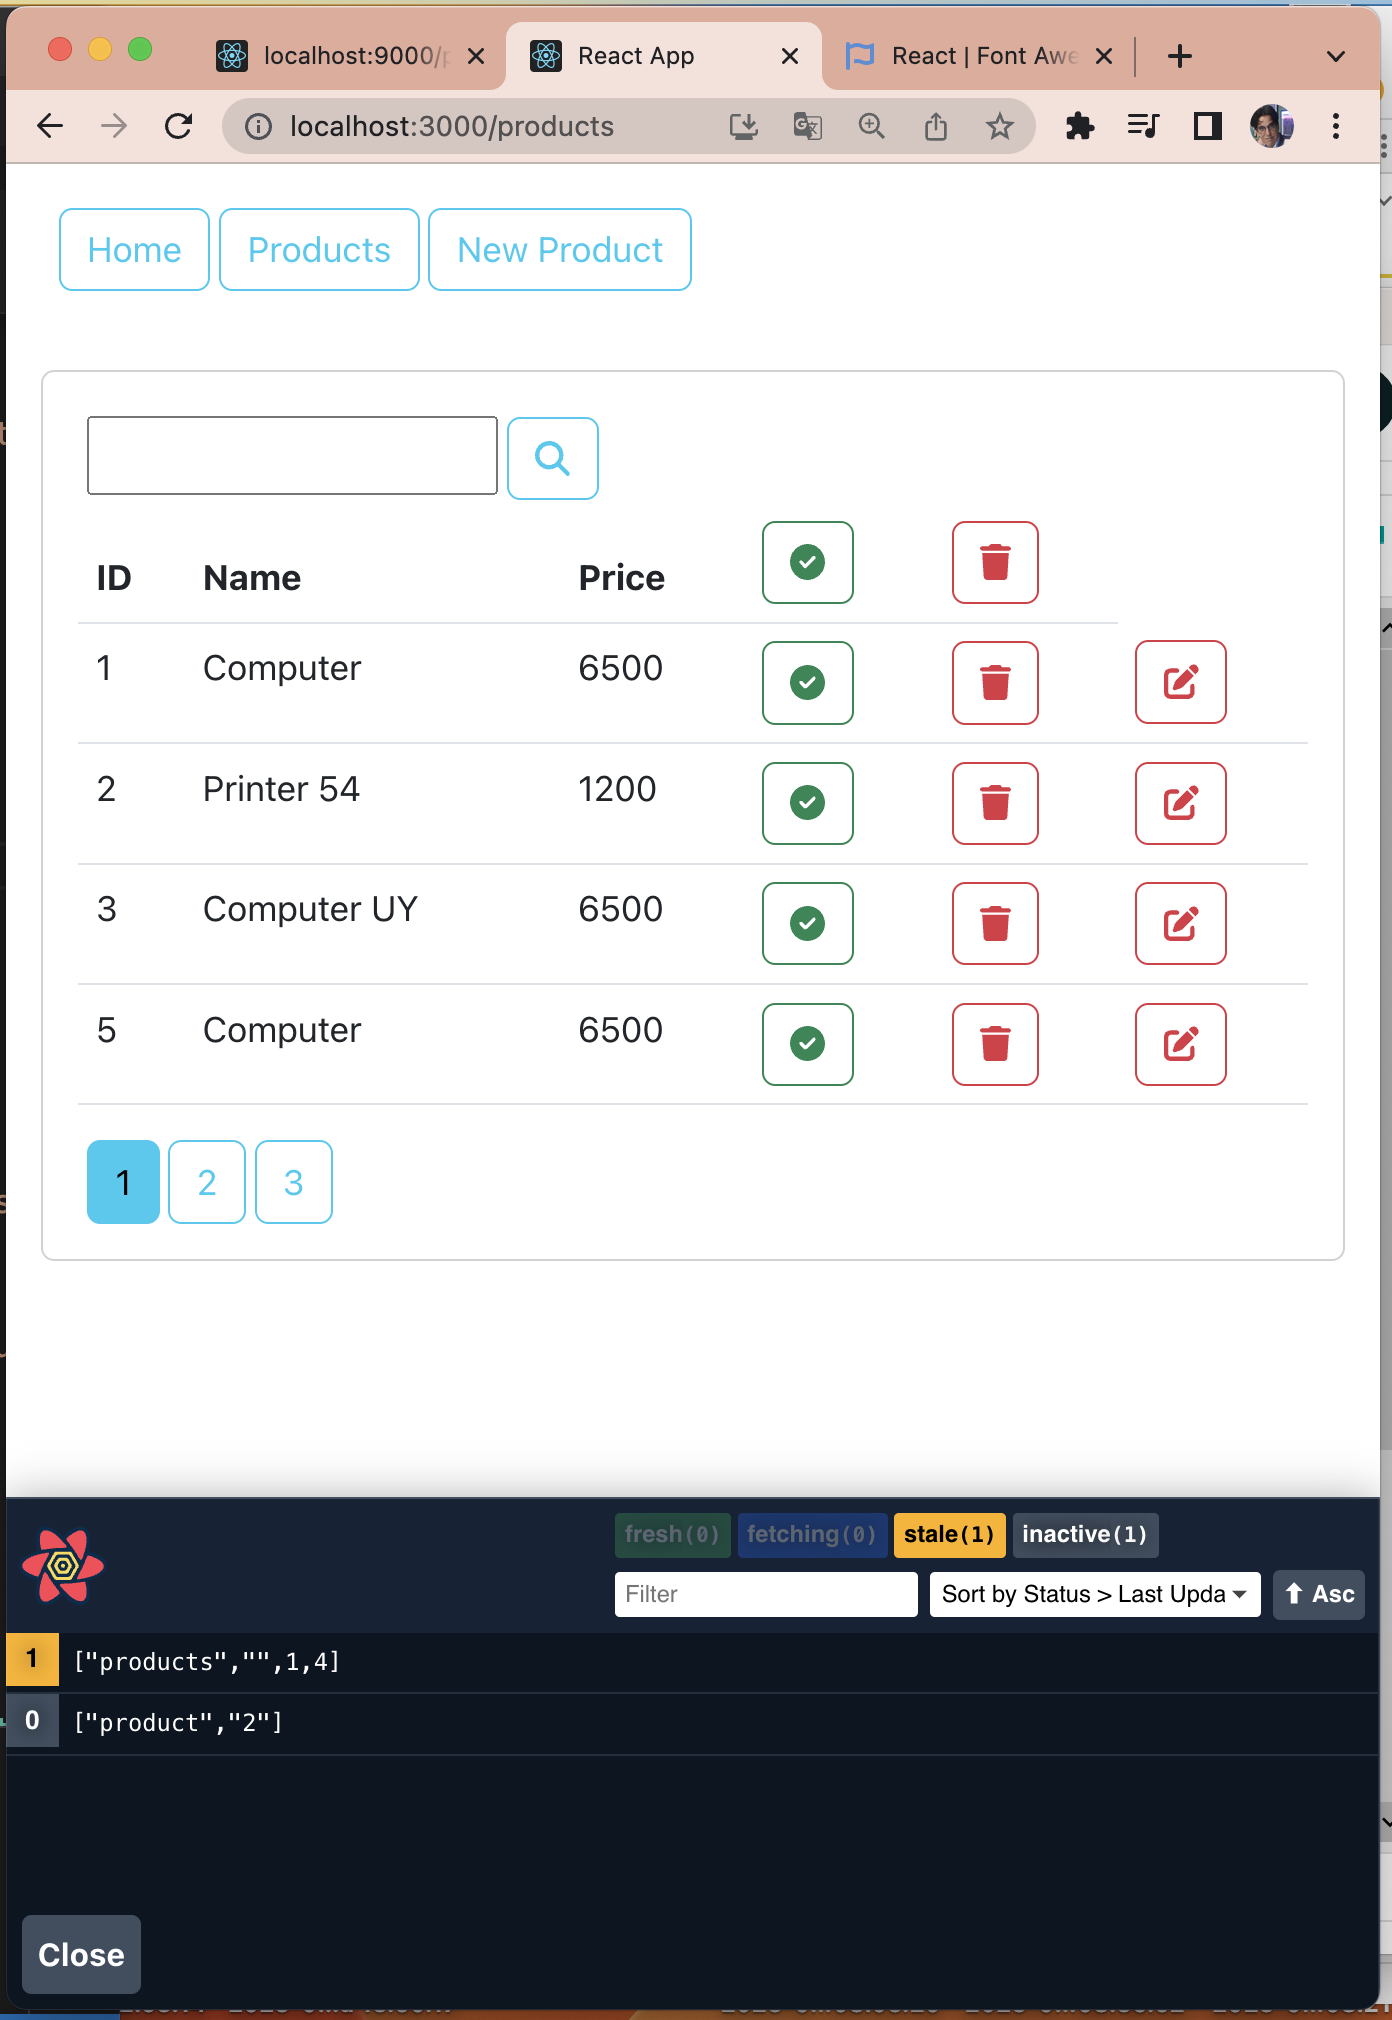 localhost:9000/
React App
React | Font Awe
localhost:3000/products
Home
Products
New Product
ID Name Price
1 Computer 6500
2 Printer 54 1200
3 Computer UY 6500
5 Computer 6500
1 2 3
fresh(0) fetching(0) stale(1) inactive(1)
Filter
Sort by Status > Last Upda
Asc
1 ["products","",1,4]
0 ["product","2"]
Close